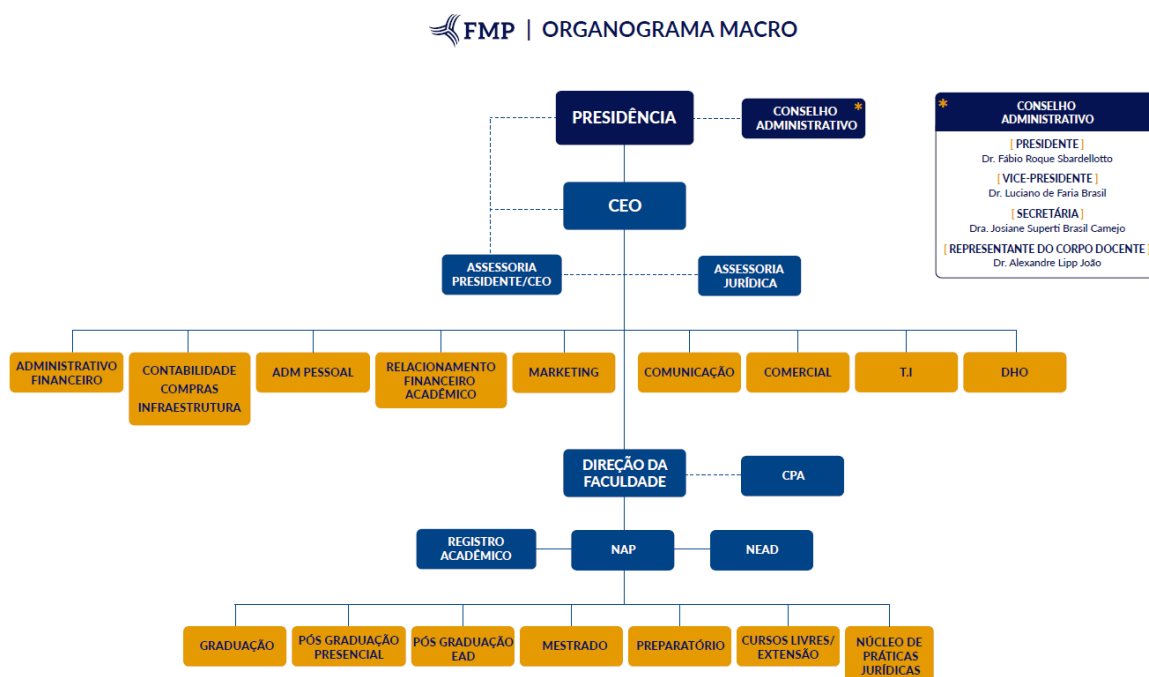 FMP | ORGANOGRAMA MACRO
PRESIDÊNCIA
CONSELHO *
ADMINISTRATIVO
* CONSELHO
ADMINISTRATIVO
[ PRESIDENTE ]
Dr. Fábio Roque Sbardellotto
[ VICE-PRESIDENTE ]
Dr. Luciano de Faria Brasil
[ SECRETÁRIA ]
Dra. Josiane Superti Brasil Camejo
[ REPRESENTANTE DO CORPO DOCENTE ]
Dr. Alexandre Lipp João
CEO
ASSESSORIA
PRESIDENTE/CEO
ASSESSORIA
JURÍDICA
ADMINISTRATIVO
FINANCEIRO
CONTABILIDADE
COMPRAS
INFRAESTRUTURA
ADM PESSOAL
RELACIONAMENTO
FINANCEIRO
ACADÊMICO
MARKETING
COMUNICAÇÃO
COMERCIAL
T.I
DHO
DIREÇÃO DA
FACULDADE
CPA
REGISTRO
ACADÊMICO
NAP
NEAD
GRADUAÇÃO
PÓS GRADUAÇÃO
PRESENCIAL
PÓS GRADUAÇÃO
EAD
MESTRADO
PREPARATÓRIO
CURSOS LIVRES/
EXTENSÃO
NÚCLEO DE
PRÁTICAS
JURÍDICAS